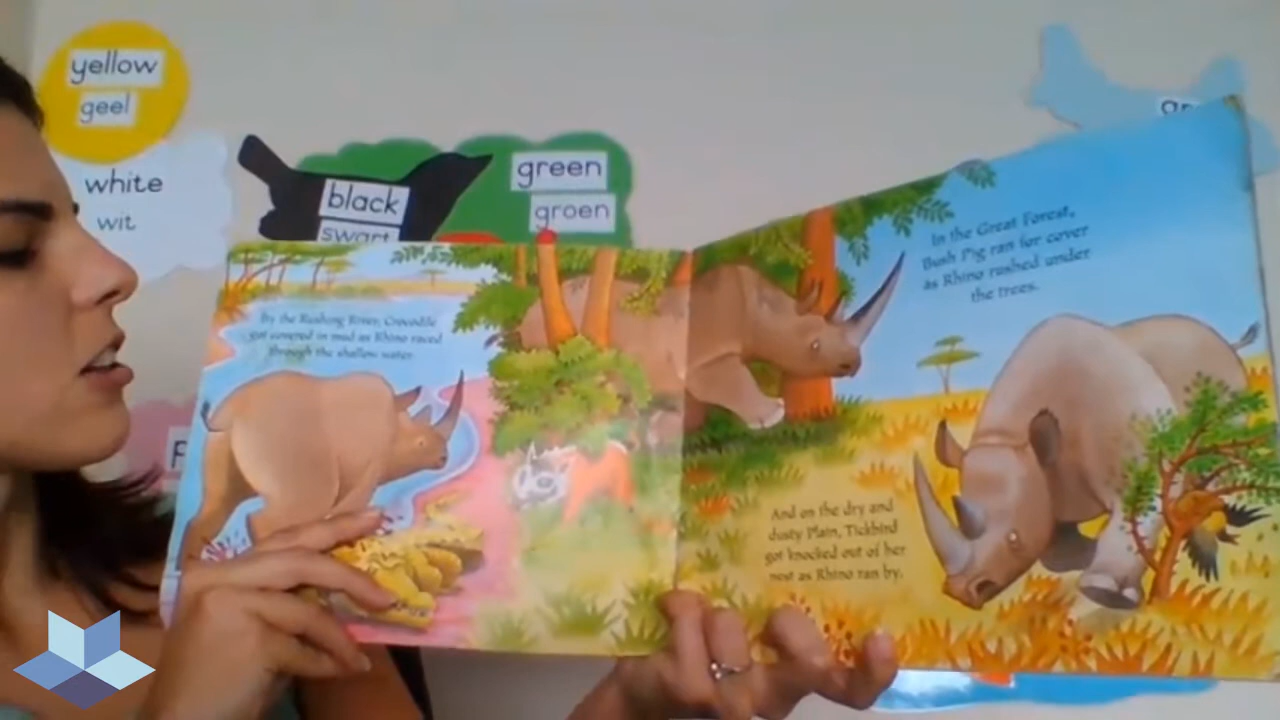 yellow
geel
white
wit
black
swart
green
groen
By the Rushing River, Crocodile
got covered in mud as Rhino raced
through the shallow water.
In the Great Forest,
Bush Pig ran for cover
as Rhino rushed under
the trees.
And on the dry and
dusty Plain, Tickbird
got knocked out of her
nest as Rhino ran by.